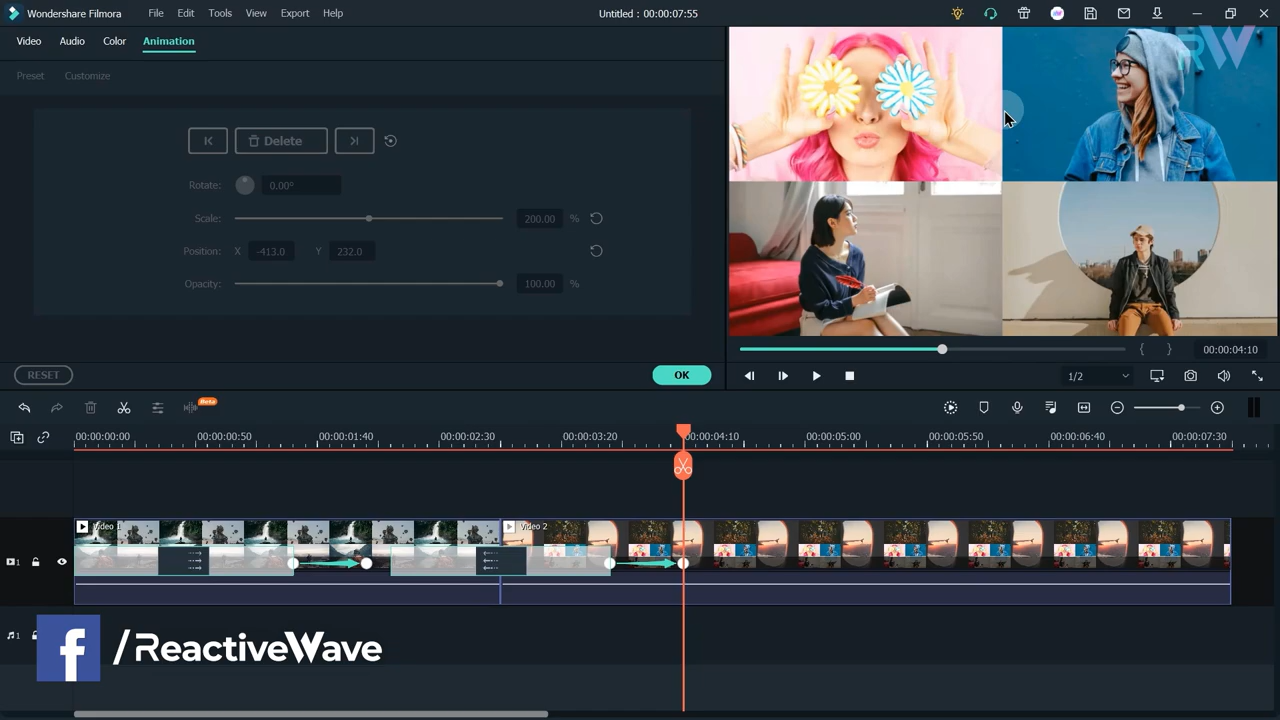 Wondershare Filmora File Edit Tools View Export Help Untitled : 00:00:07:55
Video Audio Color Animation
RW
Preset Customize
Delete
Rotate: 0.00º
Scale: 200.00 %
Position: X -413.0 Y 232.0
Opacity: 100.00 %
{ } 00:00:04:10
RESET OK 1/2
Beta
00:00:00:00 00:00:00:50 00:00:01:40 00:00:02:30 00:00:03:20 00:00:04:10 00:00:05:00 00:00:05:50 00:00:06:40 00:00:07:30
Video 1 Video 2
1
1
f /ReactiveWave